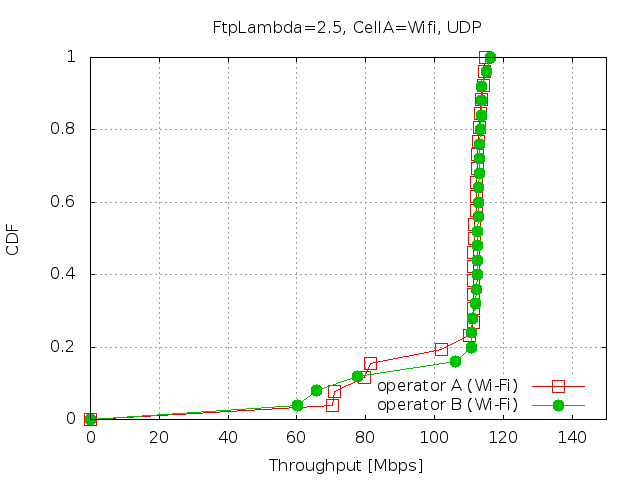 FtpLambda=2.5, CellA=Wifi, UDP
1
0.8
0.6
0.4
0.2
0
CDF
operator A (Wi-Fi)
operator B (Wi-Fi)
0 20 40 60 80 100 120 140
Throughput [Mbps]